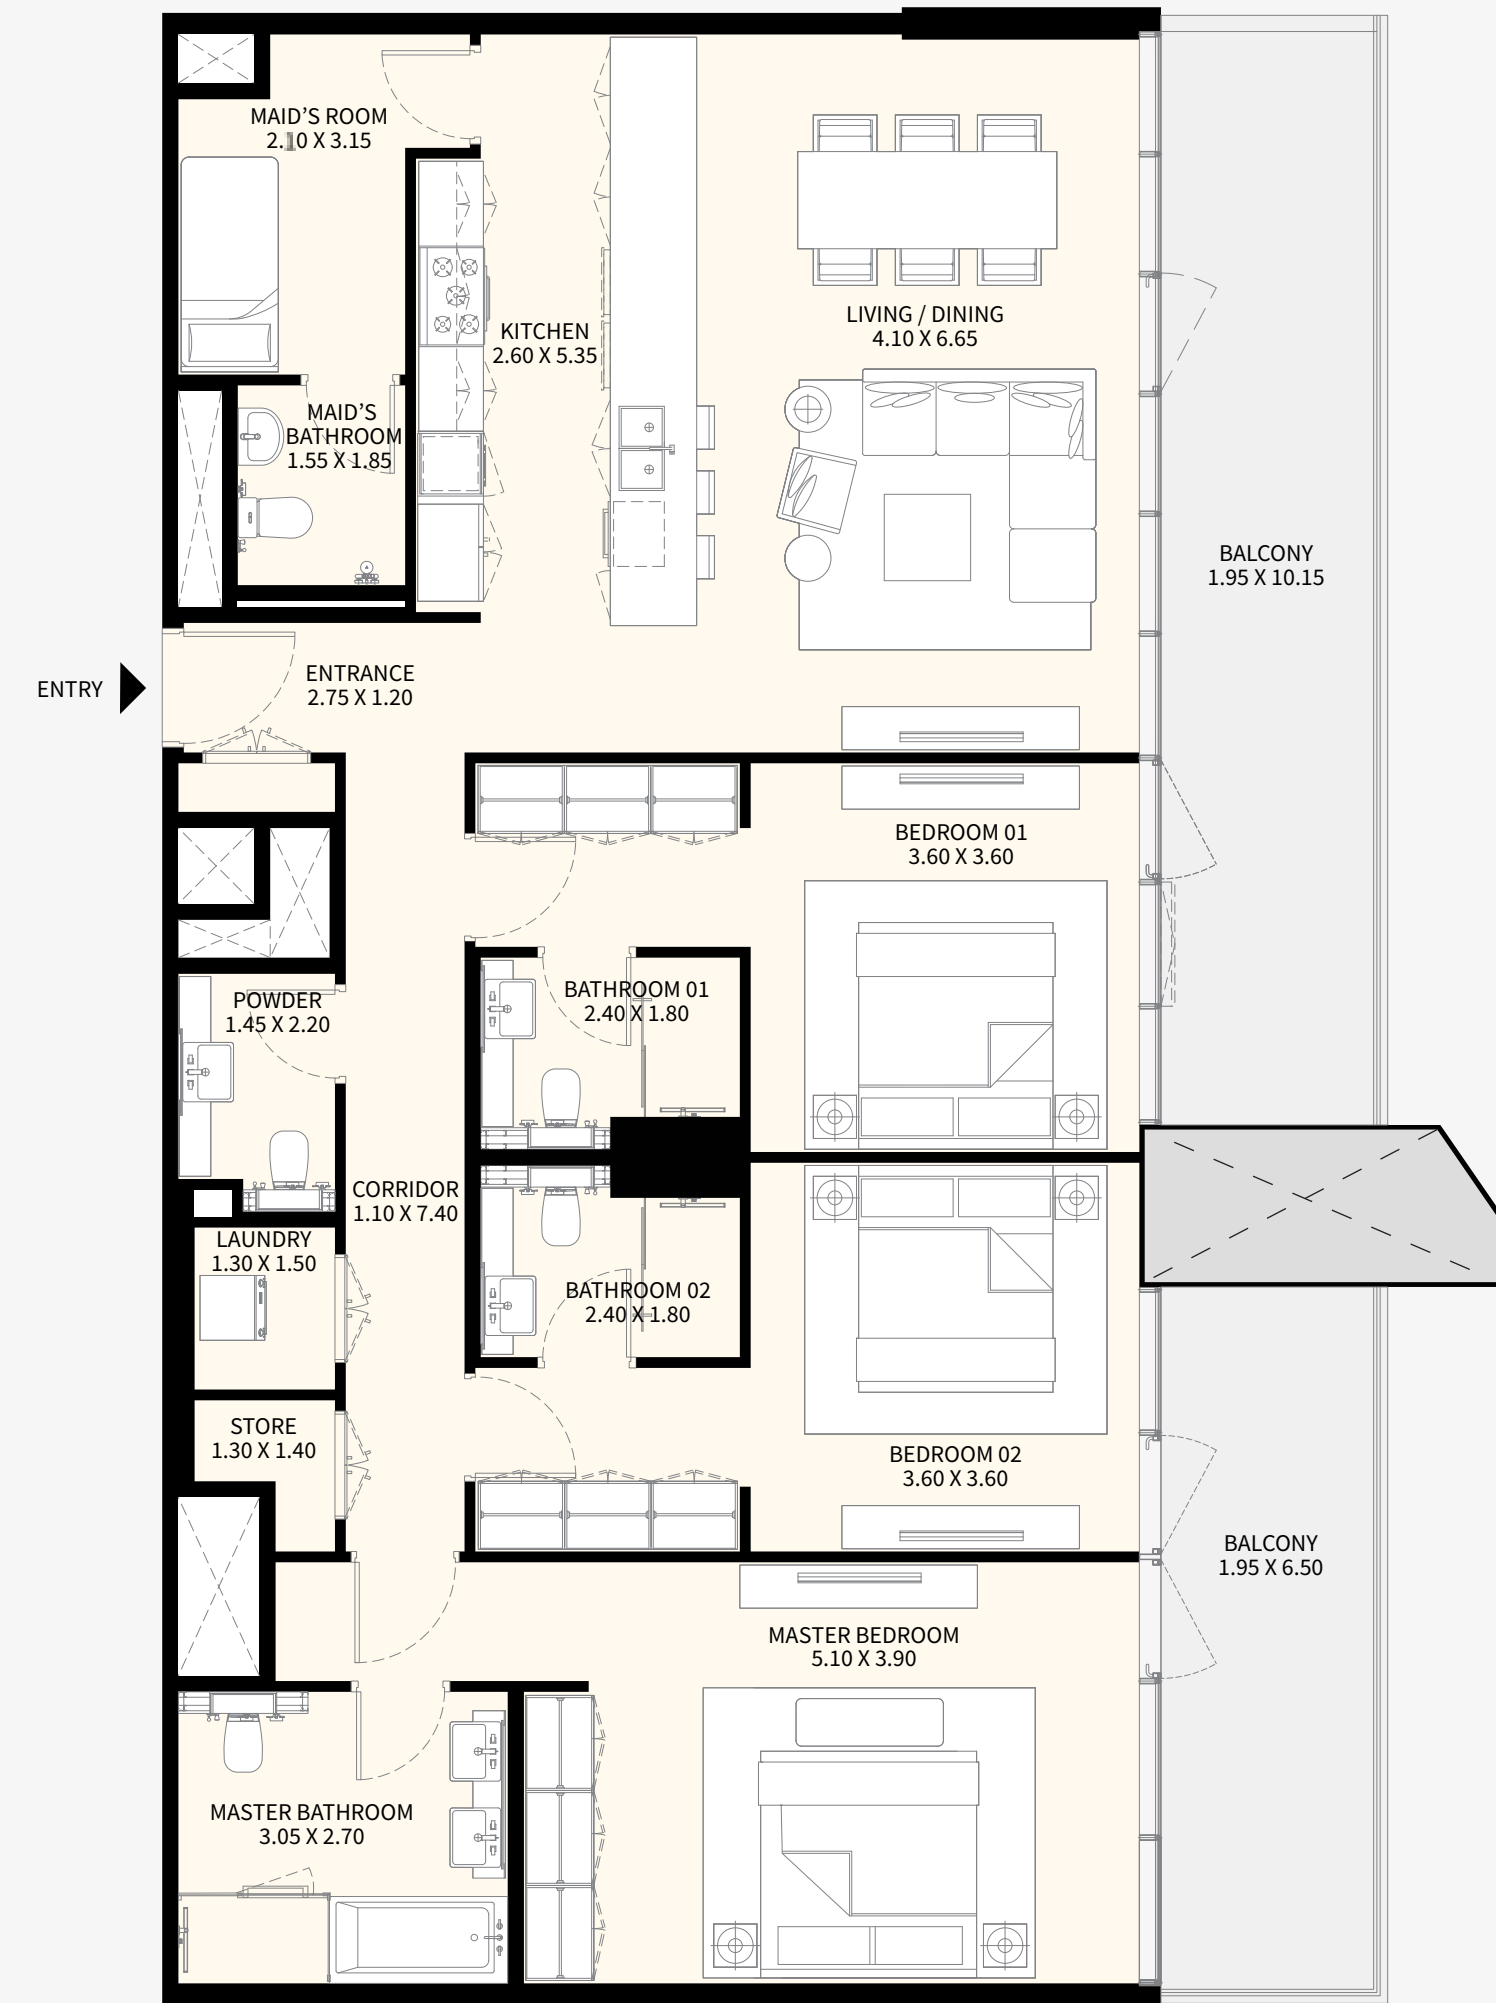 MAID’S ROOM
X 3.15
KITCHEN
2.60 X 5.35
LIVING / DINING
4.10 X 6.65
MAID’S
BATHROOM
1.55 X 1.85
BALCONY
1.95 X 10.15
ENTRY
ENTRANCE
2.75 X 1.20
BEDROOM 01
3.60 X 3.60
POWDER
1.45 X 2.20
BATHROOM 01
2.40 X 1.80
CORRIDOR
1.10 X 7.40
LAUNDRY
1.30 X 1.50
BATHROOM 02
2.40 X 1.80
STORE
1.30 X 1.40
BEDROOM 02
3.60 X 3.60
BALCONY
1.95 X 6.50
MASTER BEDROOM
5.10 X 3.90
MASTER BATHROOM
3.05 X 2.70